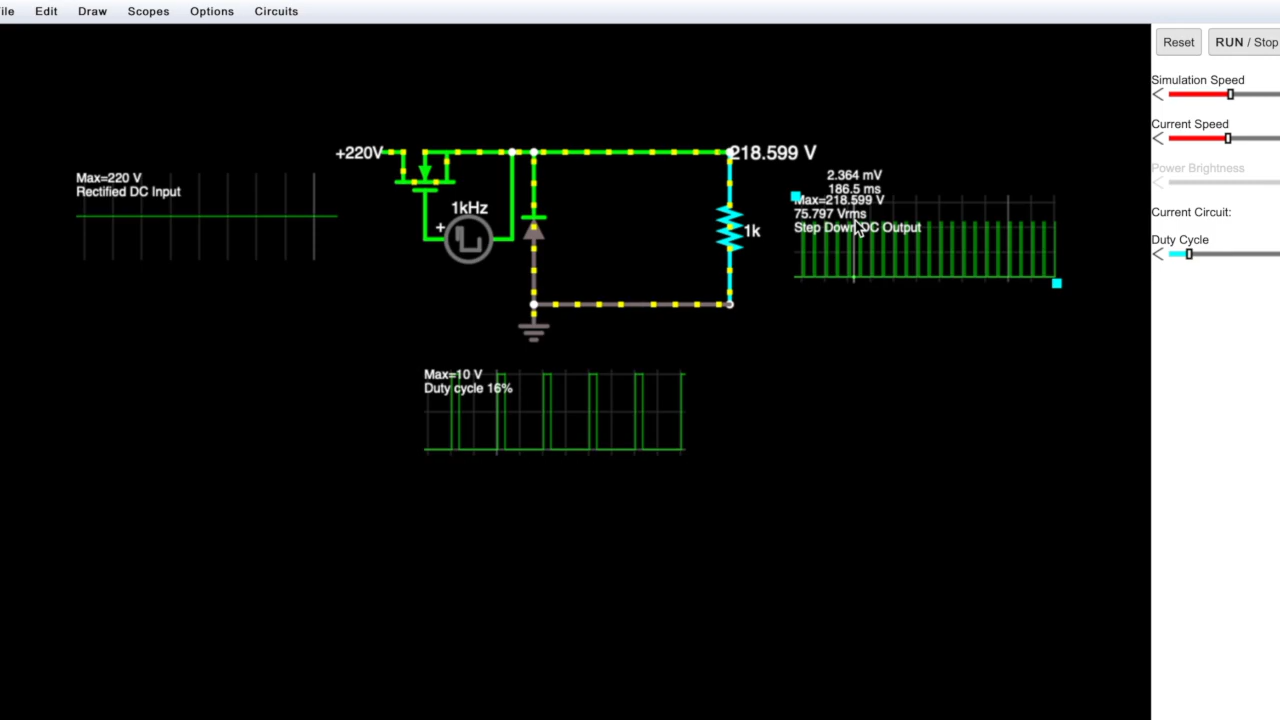 ile Edit Draw Scopes Options Circuits
Reset RUN / Stop
Simulation Speed
Current Speed
Power Brightness
Current Circuit:
Duty Cycle
+220V
218.599 V
Max=220 V
Rectified DC Input
1kHz
+
1k
2.364 mV
186.5 ms
Max=218.599 V
75.797 Vrms
Step Down DC Output
Max=10 V
Duty cycle 16%